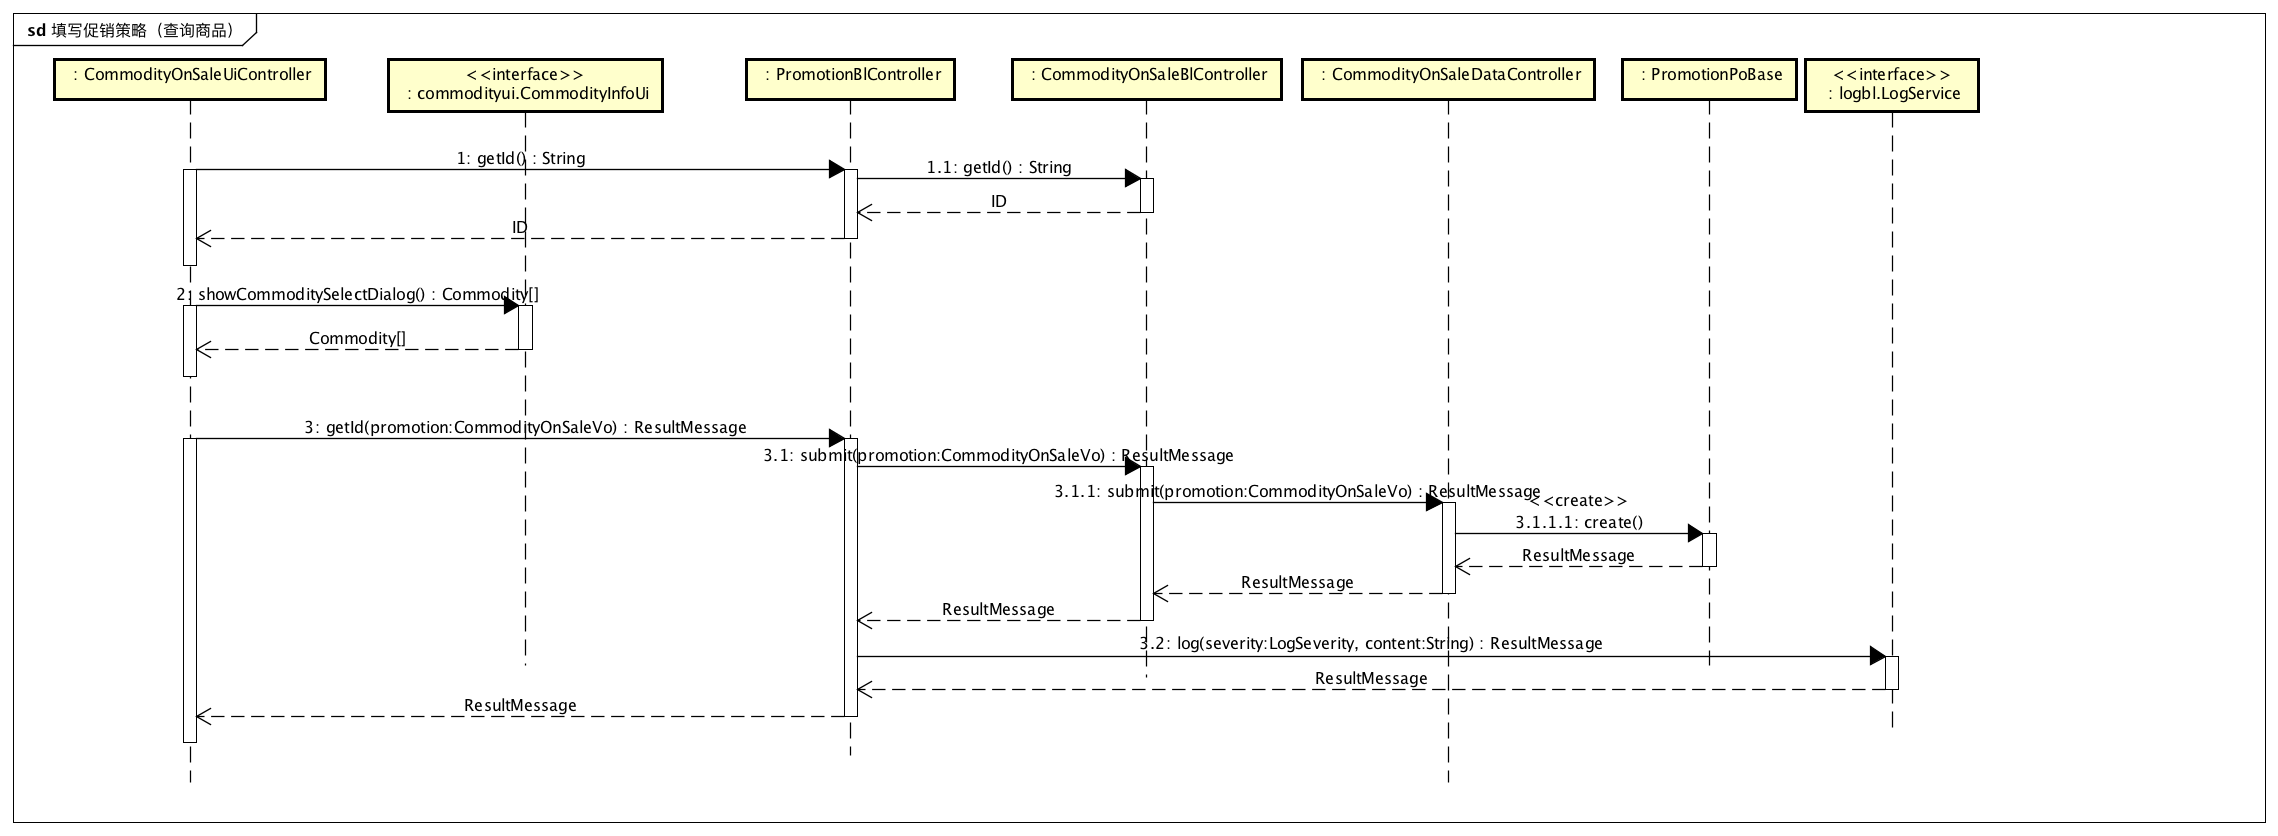 sd 填写促销策略（查询商品）
: CommodityOnSaleUiController
<<interface>>
: commodityui.CommodityInfoUi
: PromotionBlController
: CommodityOnSaleBlController
: CommodityOnSaleDataController
: PromotionPoBase
<<interface>>
: logbl.LogService
1: getId() : String
1.1: getId() : String
ID
ID
2: showCommoditySelectDialog() : Commodity[]
Commodity[]
3: getId(promotion:CommodityOnSaleVo) : ResultMessage
3.1: submit(promotion:CommodityOnSaleVo) : ResultMessage
3.1.1: submit(promotion:CommodityOnSaleVo) : ResultMessage
<<create>>
3.1.1.1: create()
ResultMessage
ResultMessage
ResultMessage
3.2: log(severity:LogSeverity, content:String) : ResultMessage
ResultMessage
ResultMessage